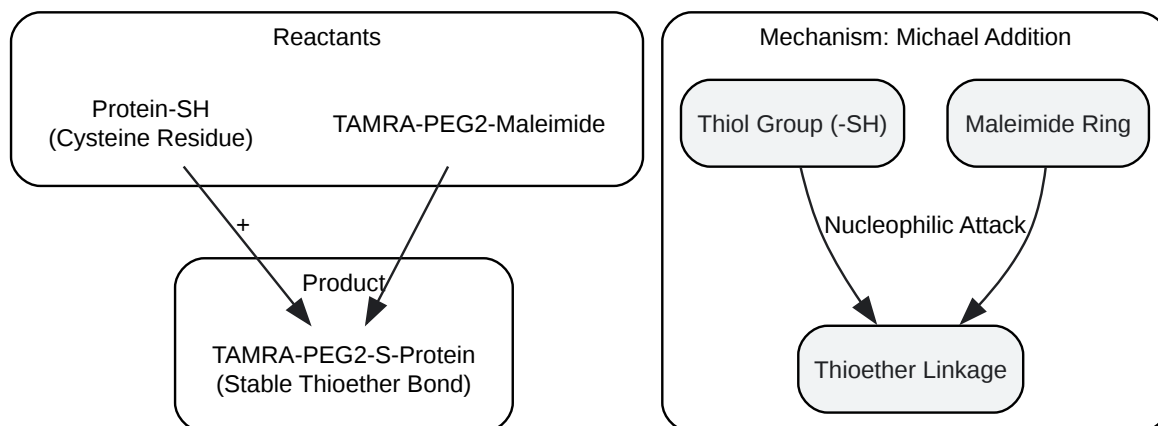 Reactants
Protein-SH
(Cysteine Residue)
TAMRA-PEG2-Maleimide
+
Product
TAMRA-PEG2-S-Protein
(Stable Thioether Bond)
Mechanism: Michael Addition
Thiol Group (-SH)
Maleimide Ring
Nucleophilic Attack
Thioether Linkage